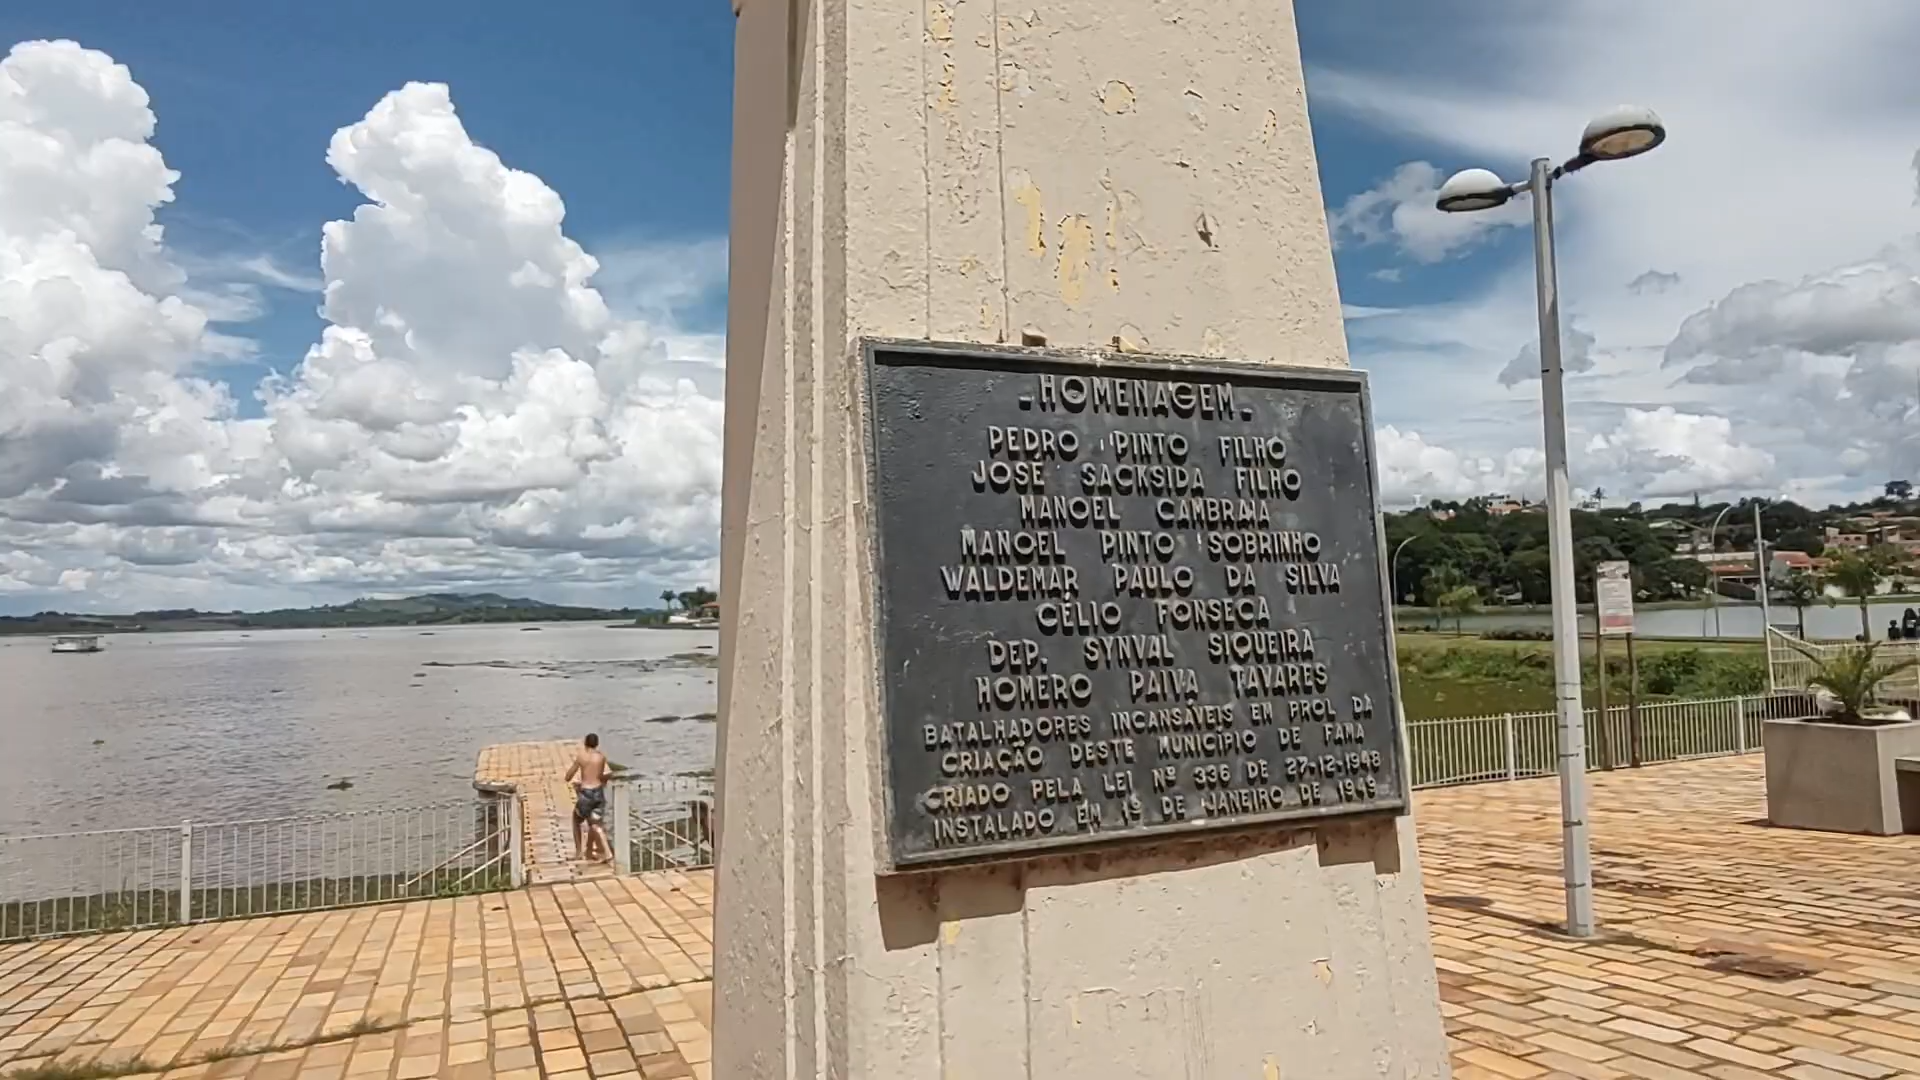 -HOMENAGEM-
PEDRO PINTO FILHO
JOSÉ SACKSIDA FILHO
MANOEL CAMBRAIA
MANOEL PINTO SOBRINHO
WALDEMAR PAULO DA SILVA
CÉLIO FONSECA
DEP. SYNVAL SIQUEIRA
HOMERO PAIVA TAVARES
BATALHADORES INCANSÁVEIS EM PROL DA
CRIAÇÃO DESTE MUNICÍPIO DE FAMA
CRIADO PELA LEI Nº 336 DE 27-12-1948
INSTALADO EM 1º DE JANEIRO DE 1949